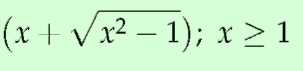 (x + √(x² − 1)); x ≥ 1